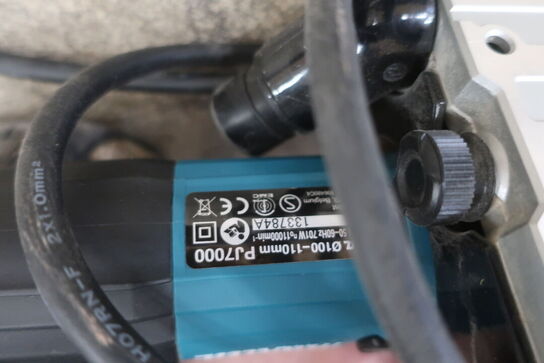 z Ø100-110mm PJ7000
50-60Hz 701W n₀11000min⁻¹
133784A
Belgium
H07RN-F 2X1.0mm²